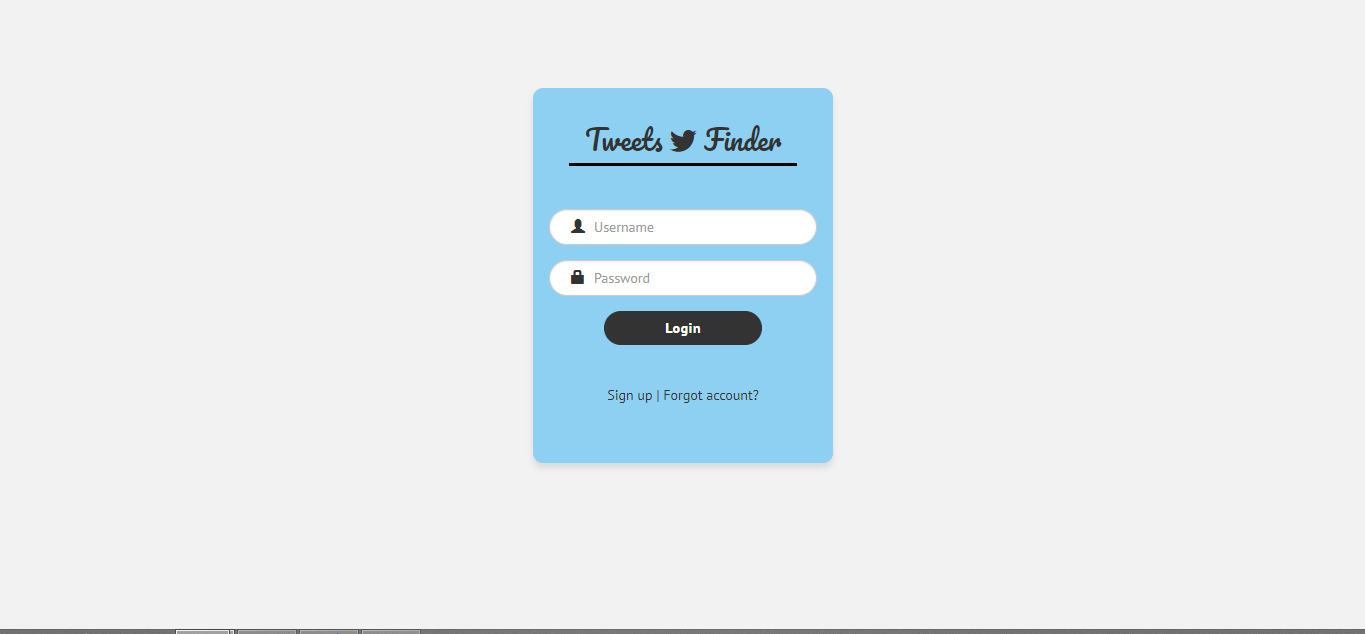 Tweets Finder
Username
Password
Login
Sign up | Forgot account?